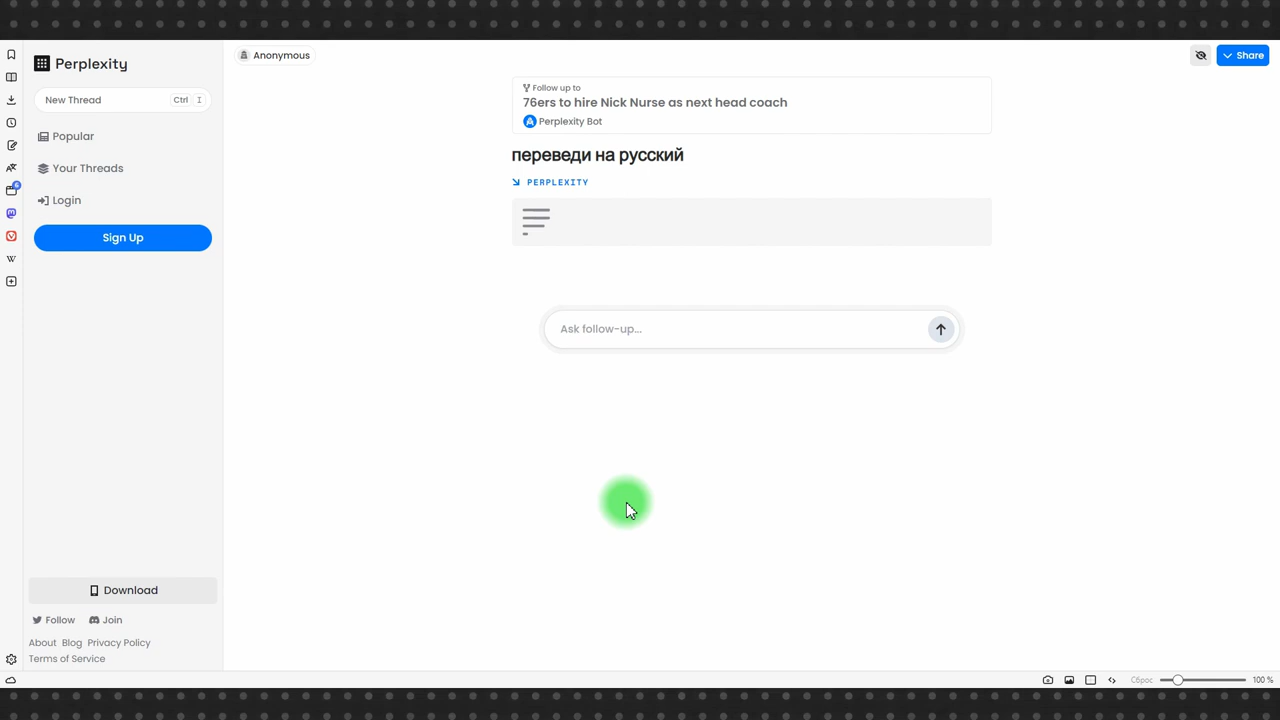 Perplexity
New Thread
Ctrl I
Popular
Your Threads
Login
Sign Up
Anonymous
Share
Follow up to
76ers to hire Nick Nurse as next head coach
Perplexity Bot
переведи на русский
PERPLEXITY
Ask follow-up...
Download
Follow Join
About Blog Privacy Policy
Terms of Service
Сброс 100 %
6